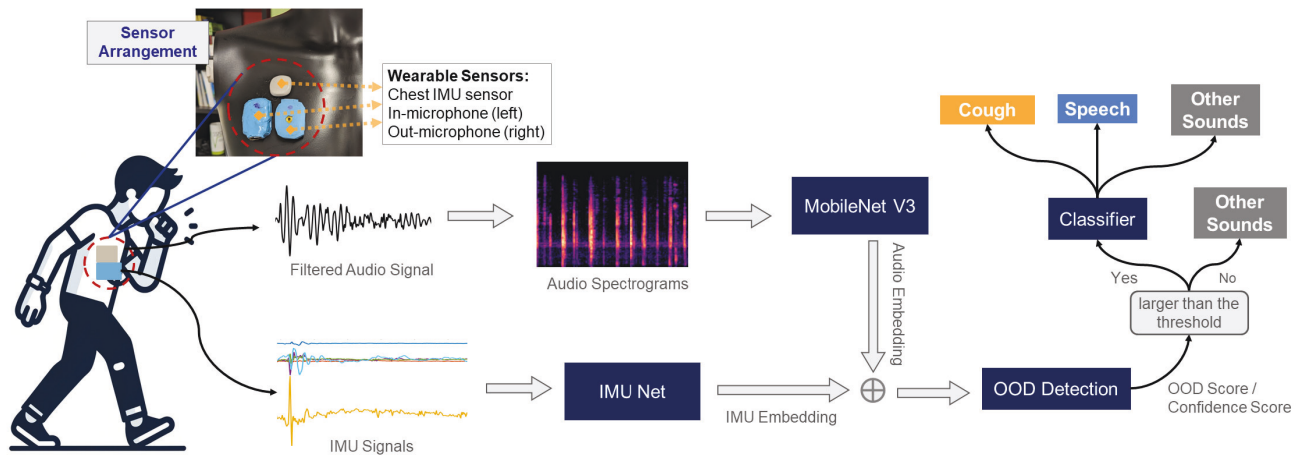 Sensor
Arrangement
Wearable Sensors:
Chest IMU sensor
In-microphone (left)
Out-microphone (right)
Filtered Audio Signal
Audio Spectrograms
MobileNet V3
Audio Embedding
IMU Signals
IMU Net
IMU Embedding
OOD Detection
OOD Score /
Confidence Score
larger than the
threshold
Yes
No
Classifier
Other
Sounds
Cough
Speech
Other
Sounds